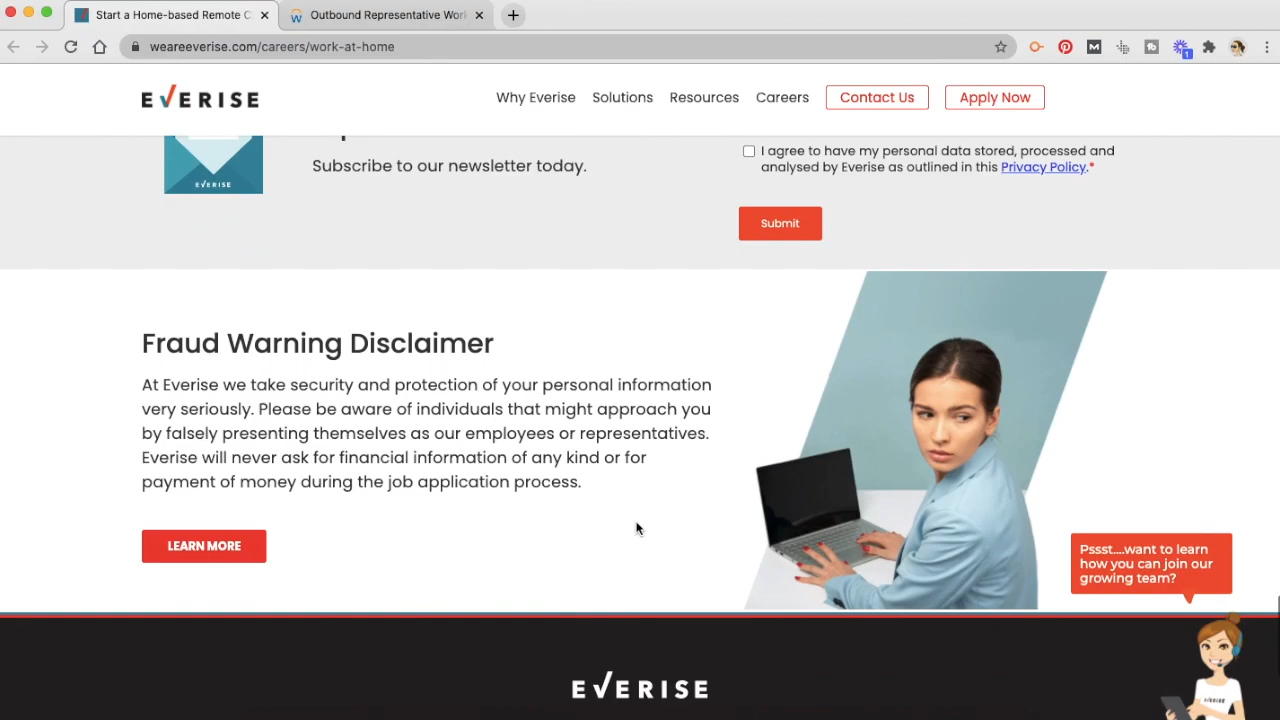 Start a Home-based Remote C
Outbound Representative Work
weareeverise.com/careers/work-at-home
1
EVERISE
Why Everise
Solutions
Resources
Careers
Contact Us
Apply Now
EVERISE
Subscribe to our newsletter today.
I agree to have my personal data stored, processed and
analysed by Everise as outlined in this Privacy Policy.*
Submit
Fraud Warning Disclaimer
At Everise we take security and protection of your personal information
very seriously. Please be aware of individuals that might approach you
by falsely presenting themselves as our employees or representatives.
Everise will never ask for financial information of any kind or for
payment of money during the job application process.
LEARN MORE
Pssst....want to learn
how you can join our
growing team?
EVERISE
EVERISE